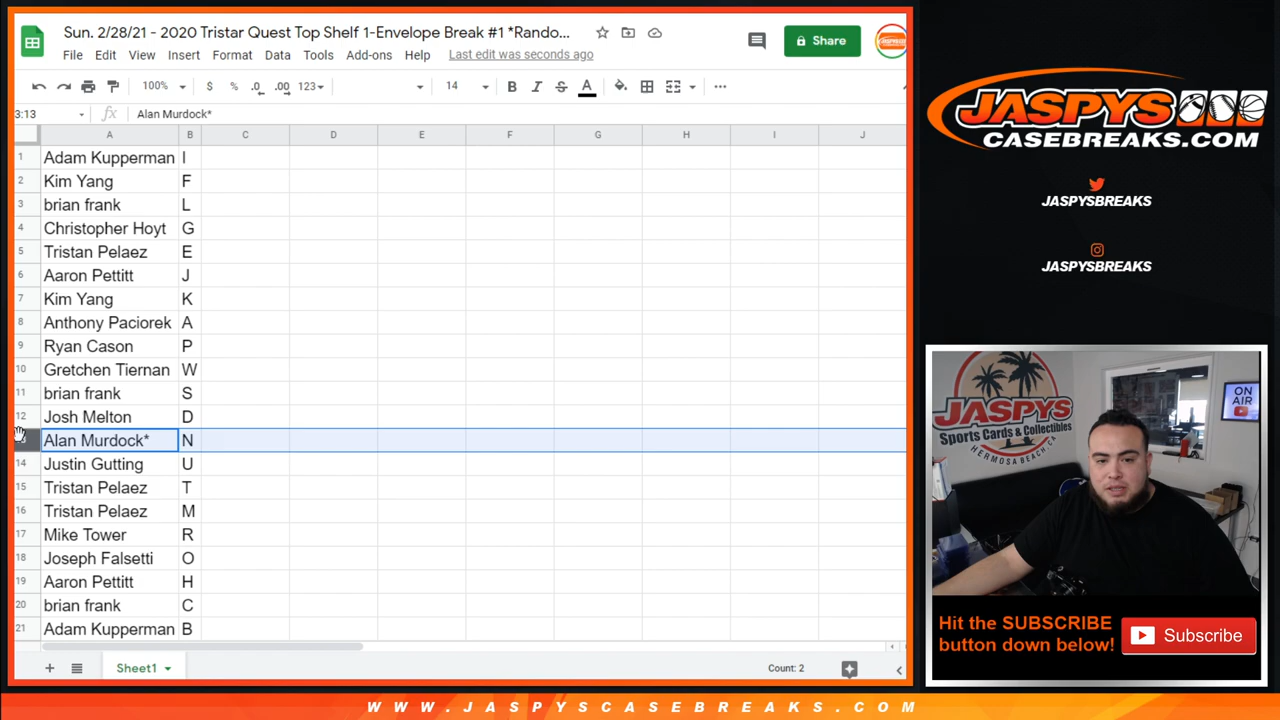 Sun. 2/28/21 - 2020 Tristar Quest Top Shelf 1-Envelope Break #1 *Rando...
File Edit View Insert Format Data Tools Add-ons Help Last edit was seconds ago
Share
100% $ % .0 .00 123 14 B I S A
3:13 fx Alan Murdock*
A B C D E F G H I J
1 Adam Kupperman I
2 Kim Yang F
3 brian frank L
4 Christopher Hoyt G
5 Tristan Pelaez E
6 Aaron Pettitt J
7 Kim Yang K
8 Anthony Paciorek A
9 Ryan Cason P
10 Gretchen Tiernan W
11 brian frank S
12 Josh Melton D
Alan Murdock* N
14 Justin Gutting U
15 Tristan Pelaez T
16 Tristan Pelaez M
17 Mike Tower R
18 Joseph Falsetti O
19 Aaron Pettitt H
20 brian frank C
21 Adam Kupperman B
Sheet1 Count: 2
JASPYS
CASEBREAKS.COM
JASPYSBREAKS
JASPYSBREAKS
JASPYS
Sports Cards & Collectibles
HERMOSA BEACH, CA
ON
AIR
Hit the SUBSCRIBE
button down below!
Subscribe
WWW.JASPYSCASEBREAKS.COM